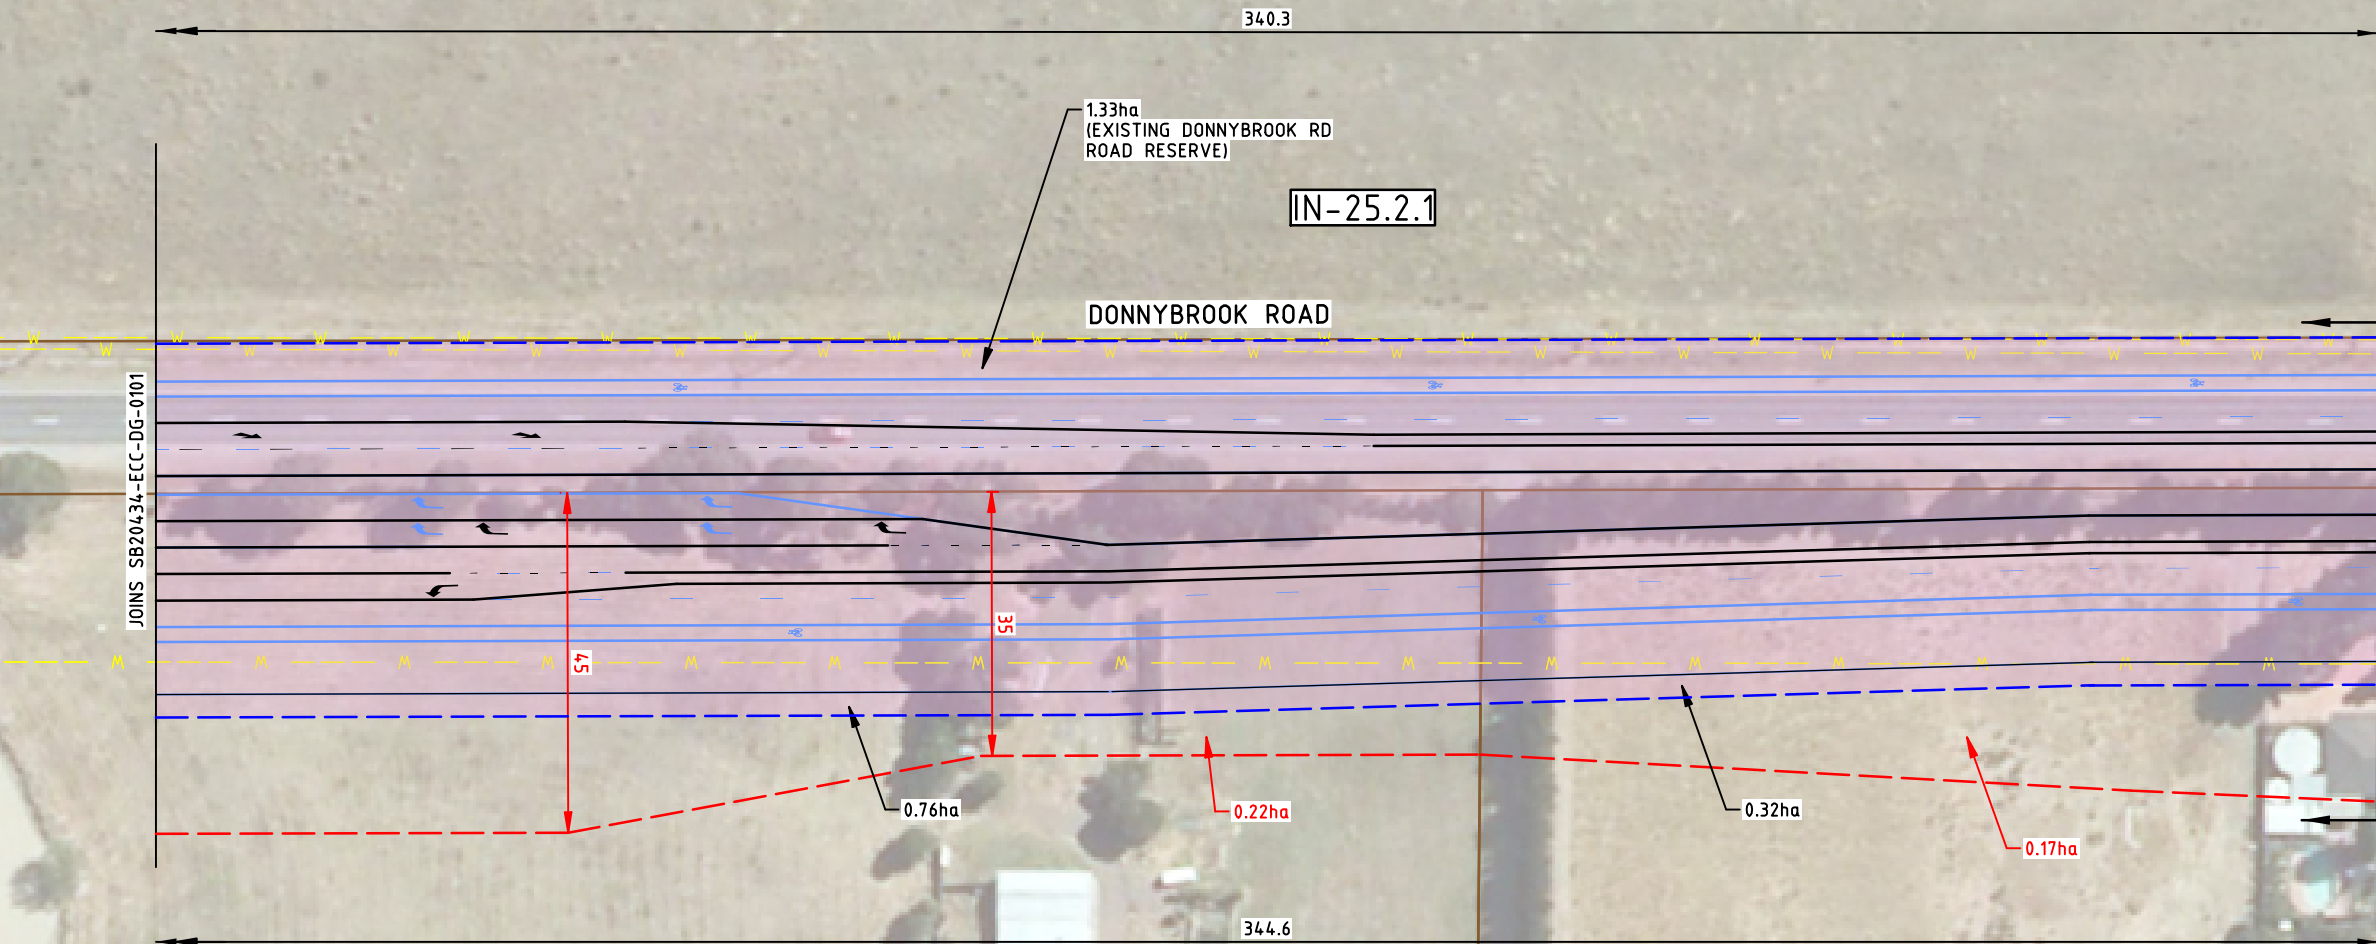 340.3
1.33ha
(EXISTING DONNYBROOK RD
ROAD RESERVE)
IN-25.2.1
DONNYBROOK ROAD
W W W W W W W W W W W W W W W W
W W W W W W W W W W W W W W W W
JOINS SB20434-ECC-DG-0101
35
45
W W W W W W W W W W W W W W W W
0.76ha
0.22ha
0.32ha
0.17ha
344.6